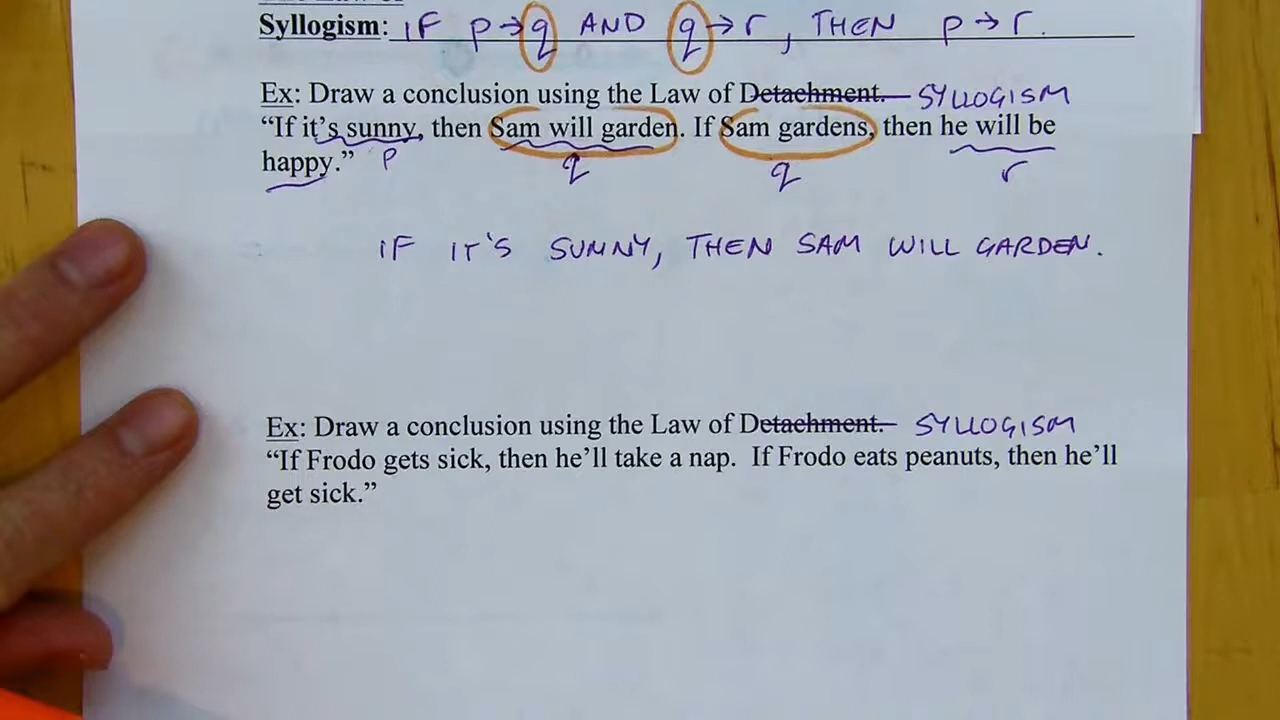 Syllogism: IF p→q AND q→r, THEN p→r.
Ex: Draw a conclusion using the Law of Detachment. SYLLOGISM
"If it's sunny, then Sam will garden. If Sam gardens, then he will be
happy." p q q r
IF IT'S SUNNY, THEN SAM WILL GARDEN.
Ex: Draw a conclusion using the Law of Detachment. SYLLOGISM
"If Frodo gets sick, then he'll take a nap. If Frodo eats peanuts, then he'll
get sick."